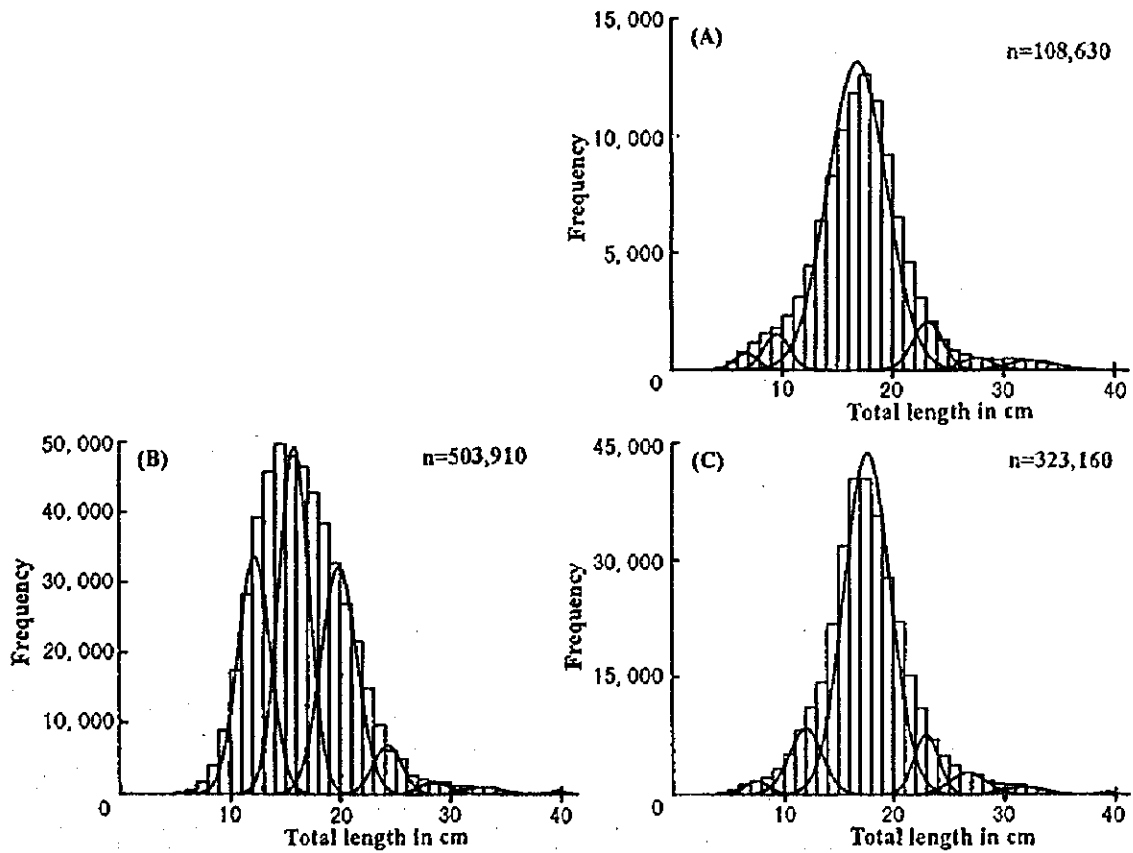 (A)
n=108,630
15,000
10,000
5,000
0
10
20
30
40
Frequency
Total length in cm
(B)
n=503,910
50,000
40,000
30,000
20,000
10,000
0
10
20
30
40
Frequency
Total length in cm
(C)
n=323,160
45,000
30,000
15,000
0
10
20
30
40
Frequency
Total length in cm